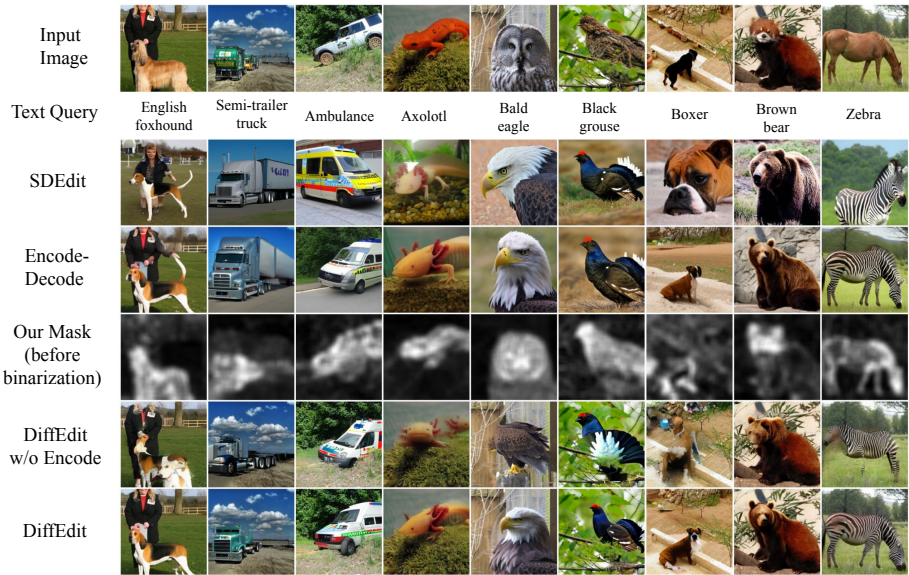 Input
Image
Text Query
English
foxhound
Semi-trailer
truck
Ambulance
Axolotl
Bald
eagle
Black
grouse
Boxer
Brown
bear
Zebra
SDEdit
Encode-
Decode
Our Mask
(before
binarization)
DiffEdit
w/o Encode
DiffEdit